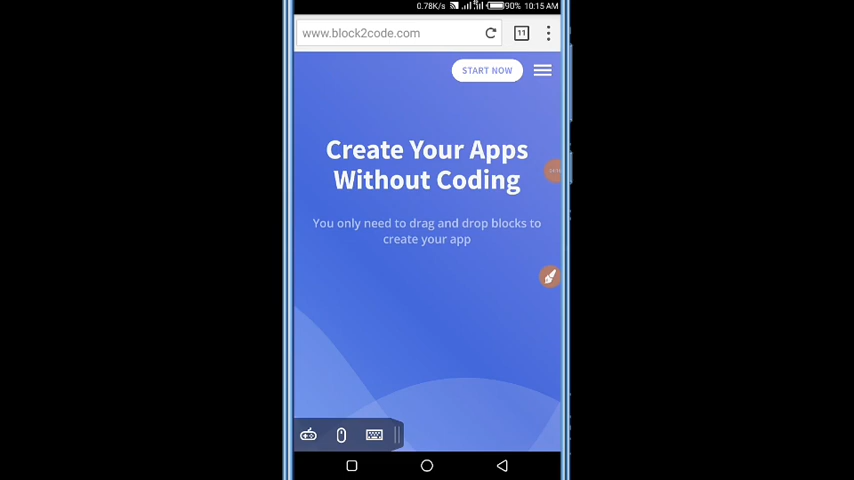 0.78K/s 90% 10:15 AM
www.block2code.com
11
START NOW
Create Your Apps
Without Coding
You only need to drag and drop blocks to
create your app